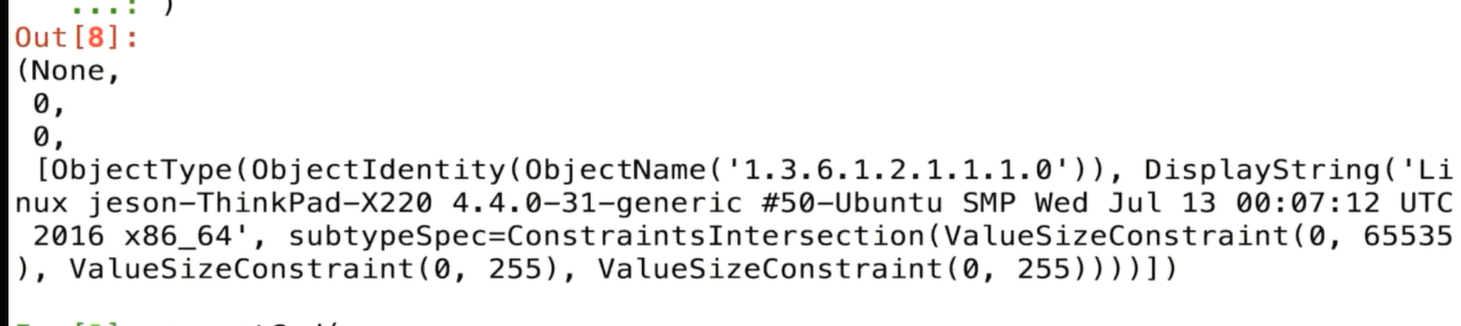 ...: )
Out[8]:
(None,
 0,
 0,
 [ObjectType(ObjectIdentity(ObjectName('1.3.6.1.2.1.1.1.0')), DisplayString('Li
nux jeson-ThinkPad-X220 4.4.0-31-generic #50-Ubuntu SMP Wed Jul 13 00:07:12 UTC
 2016 x86_64', subtypeSpec=ConstraintsIntersection(ValueSizeConstraint(0, 65535
), ValueSizeConstraint(0, 255), ValueSizeConstraint(0, 255))))])